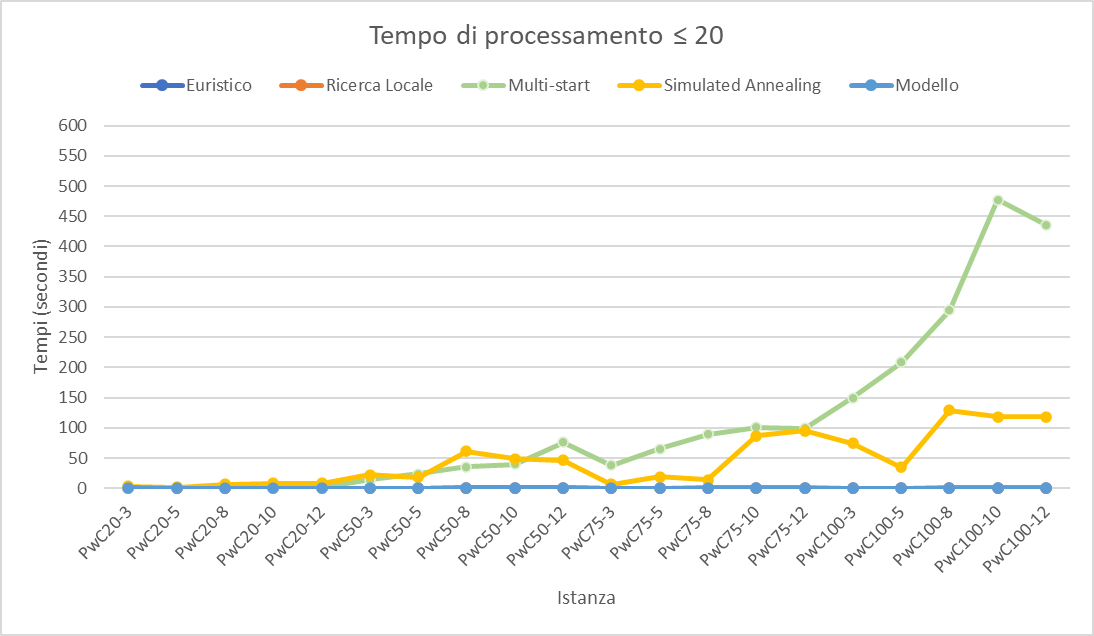 Tempo di processamento ≤ 20
Euristico Ricerca Locale Multi-start Simulated Annealing Modello
600
550
500
450
400
350
300
250
200
150
100
50
0
Tempi (secondi)
PwC20-3 PwC20-5 PwC20-8 PwC20-10 PwC20-12 PwC50-3 PwC50-5 PwC50-8 PwC50-10 PwC50-12 PwC75-3 PwC75-5 PwC75-8 PwC75-10 PwC75-12 PwC100-3 PwC100-5 PwC100-8 PwC100-10 PwC100-12
Istanza